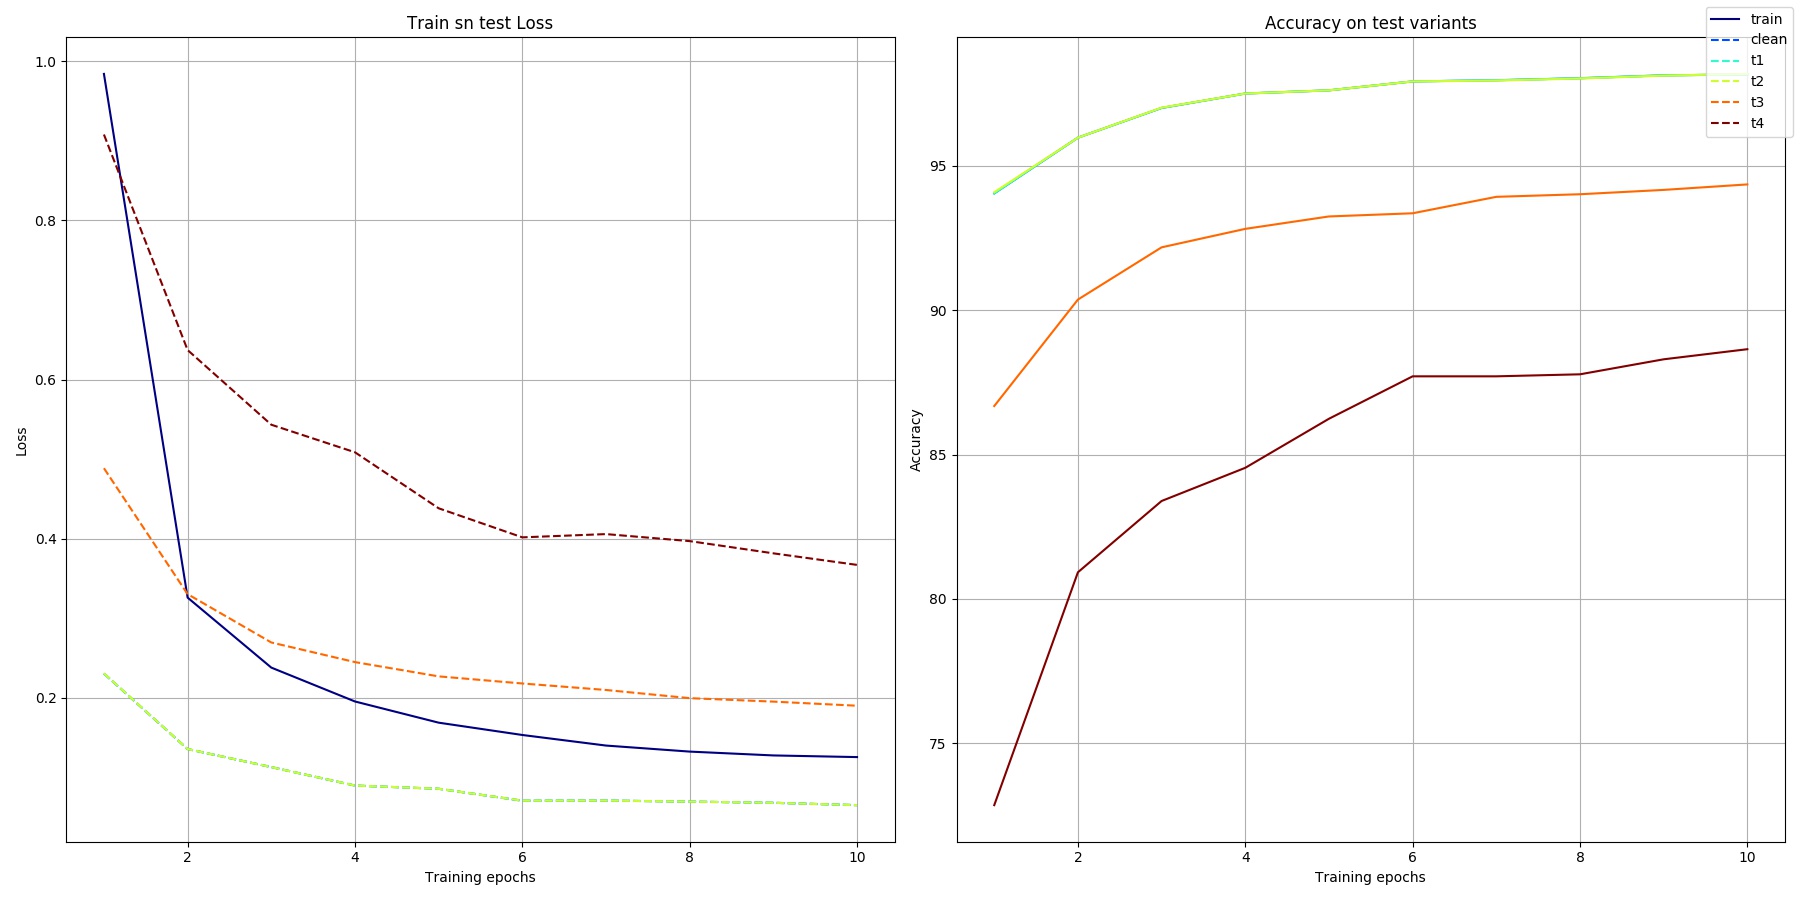 Train sn test Loss
1.0
0.8
0.6
0.4
0.2
Loss
2
4
6
8
10
Training epochs
Accuracy on test variants
95
90
85
80
75
Accuracy
2
4
6
8
10
Training epochs
train
clean
t1
t2
t3
t4